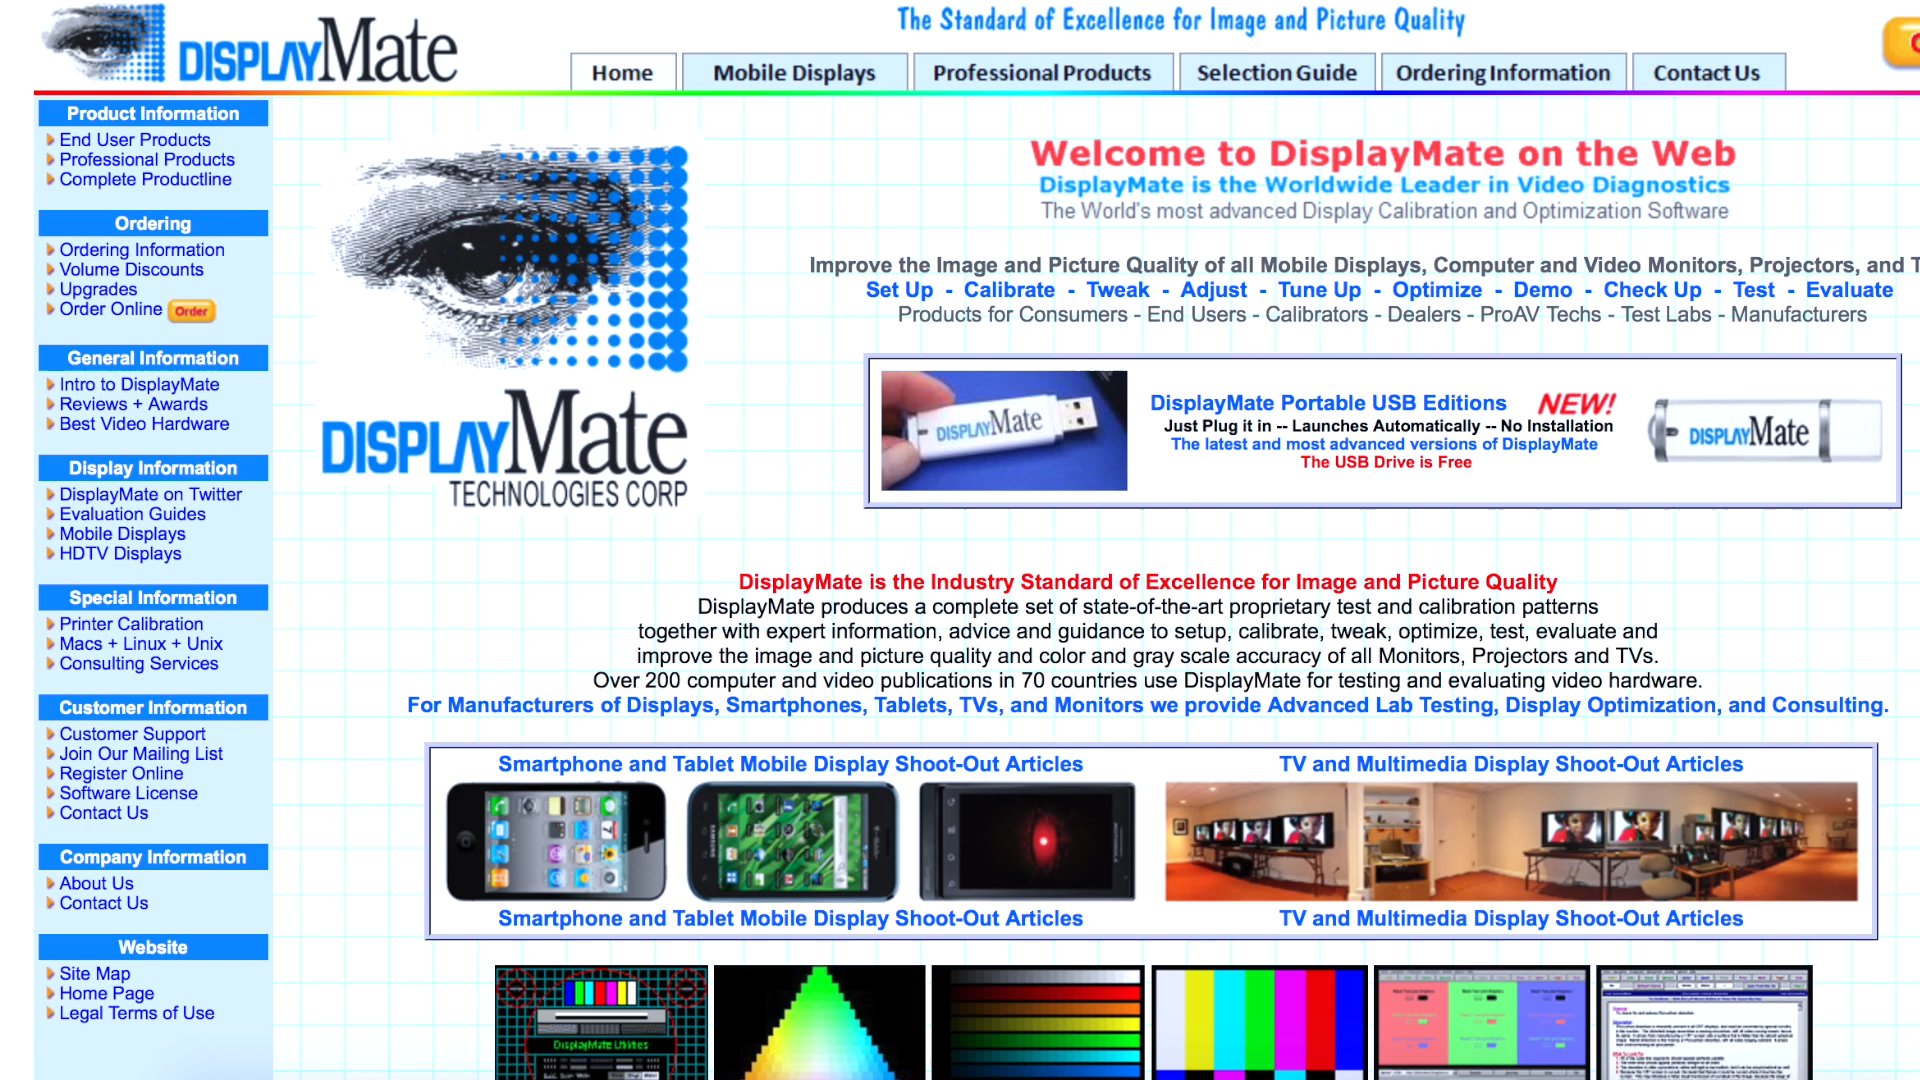 DISPLAYMate
The Standard of Excellence for Image and Picture Quality
Home
Mobile Displays
Professional Products
Selection Guide
Ordering Information
Contact Us
Product Information
End User Products
Professional Products
Complete Productline
Ordering
Ordering Information
Volume Discounts
Upgrades
Order Online Order
General Information
Intro to DisplayMate
Reviews + Awards
Best Video Hardware
Display Information
DisplayMate on Twitter
Evaluation Guides
Mobile Displays
HDTV Displays
Special Information
Printer Calibration
Macs + Linux + Unix
Consulting Services
Customer Information
Customer Support
Join Our Mailing List
Register Online
Software License
Contact Us
Company Information
About Us
Contact Us
Website
Site Map
Home Page
Legal Terms of Use
DISPLAYMate
TECHNOLOGIES CORP
Welcome to DisplayMate on the Web
DisplayMate is the Worldwide Leader in Video Diagnostics
The World's most advanced Display Calibration and Optimization Software
Improve the Image and Picture Quality of all Mobile Displays, Computer and Video Monitors, Projectors, and
Set Up - Calibrate - Tweak - Adjust - Tune Up - Optimize - Demo - Check Up - Test - Evaluate
Products for Consumers - End Users - Calibrators - Dealers - ProAV Techs - Test Labs - Manufacturers
DISPLAYMate
DisplayMate Portable USB Editions NEW!
Just Plug it in -- Launches Automatically -- No Installation
The latest and most advanced versions of DisplayMate
The USB Drive is Free
DISPLAYMate
DisplayMate is the Industry Standard of Excellence for Image and Picture Quality
DisplayMate produces a complete set of state-of-the-art proprietary test and calibration patterns
together with expert information, advice and guidance to setup, calibrate, tweak, optimize, test, evaluate and
improve the image and picture quality and color and gray scale accuracy of all Monitors, Projectors and TVs.
Over 200 computer and video publications in 70 countries use DisplayMate for testing and evaluating video hardware.
For Manufacturers of Displays, Smartphones, Tablets, TVs, and Monitors we provide Advanced Lab Testing, Display Optimization, and Consulting.
Smartphone and Tablet Mobile Display Shoot-Out Articles
TV and Multimedia Display Shoot-Out Articles
SAMSUNG
Smartphone and Tablet Mobile Display Shoot-Out Articles
TV and Multimedia Display Shoot-Out Articles
DisplayMate Utilities